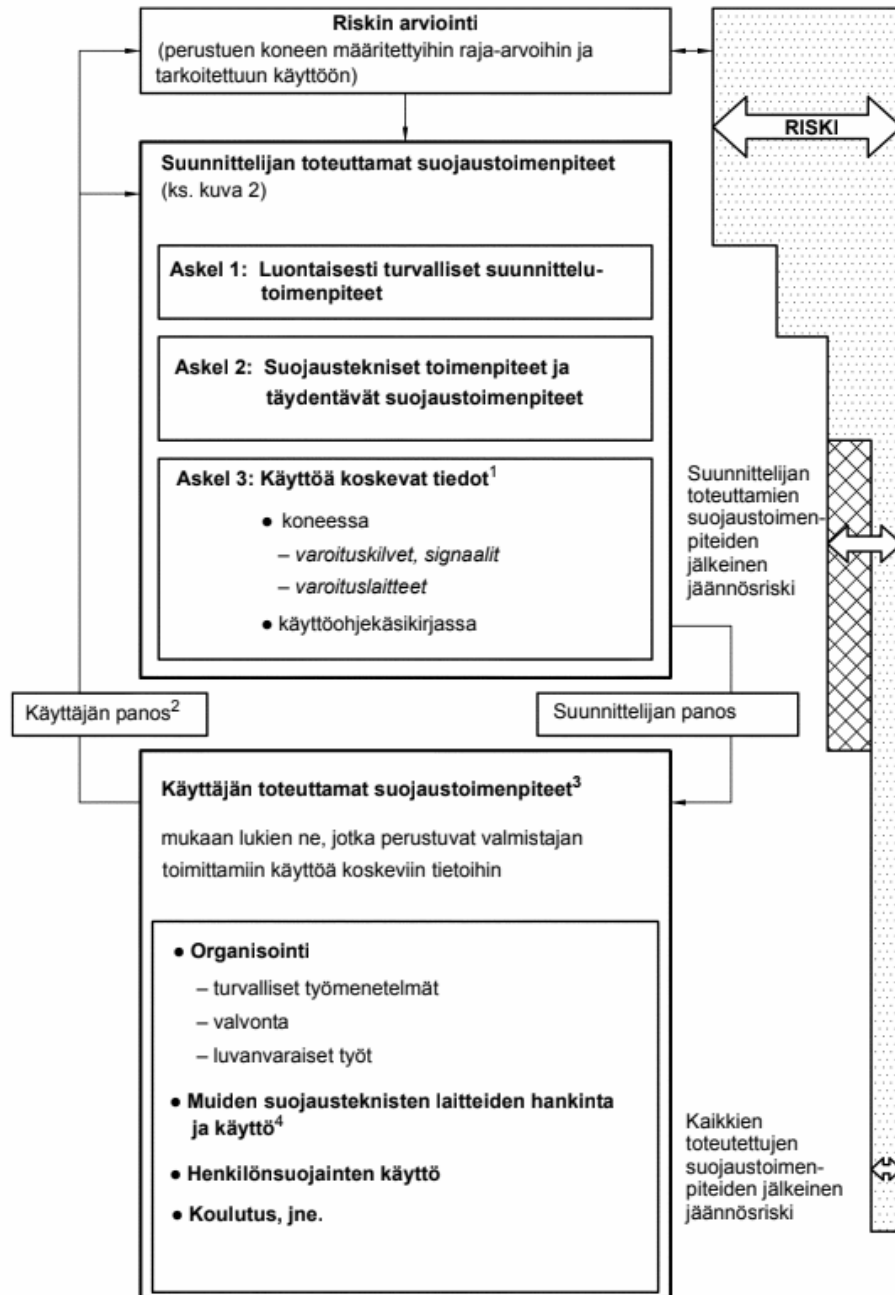 Riskin arviointi
(perustuen koneen määritettyihin raja-arvoihin ja
tarkoitettuun käyttöön)
RISKI
Suunnittelijan toteuttamat suojaustoimenpiteet
(ks. kuva 2)
Askel 1: Luontaisesti turvalliset suunnittelu-
toimenpiteet
Askel 2: Suojaustekniset toimenpiteet ja
täydentävät suojaustoimenpiteet
Askel 3: Käyttöä koskevat tiedot¹
● koneessa
– varoituskilvet, signaalit
– varoituslaitteet
● käyttöohjekäsikirjassa
Suunnittelijan
toteuttamien
suojaustoimen-
piteiden
jälkeinen
jäännösriski
Käyttäjän panos²
Suunnittelijan panos
Käyttäjän toteuttamat suojaustoimenpiteet³
mukaan lukien ne, jotka perustuvat valmistajan
toimittamiin käyttöä koskeviin tietoihin
● Organisointi
– turvalliset työmenetelmät
– valvonta
– luvanvaraiset työt
● Muiden suojausteknisten laitteiden hankinta
ja käyttö⁴
● Henkilönsuojainten käyttö
● Koulutus, jne.
Kaikkien
toteutettujen
suojaustoimen-
piteiden jälkeinen
jäännösriski